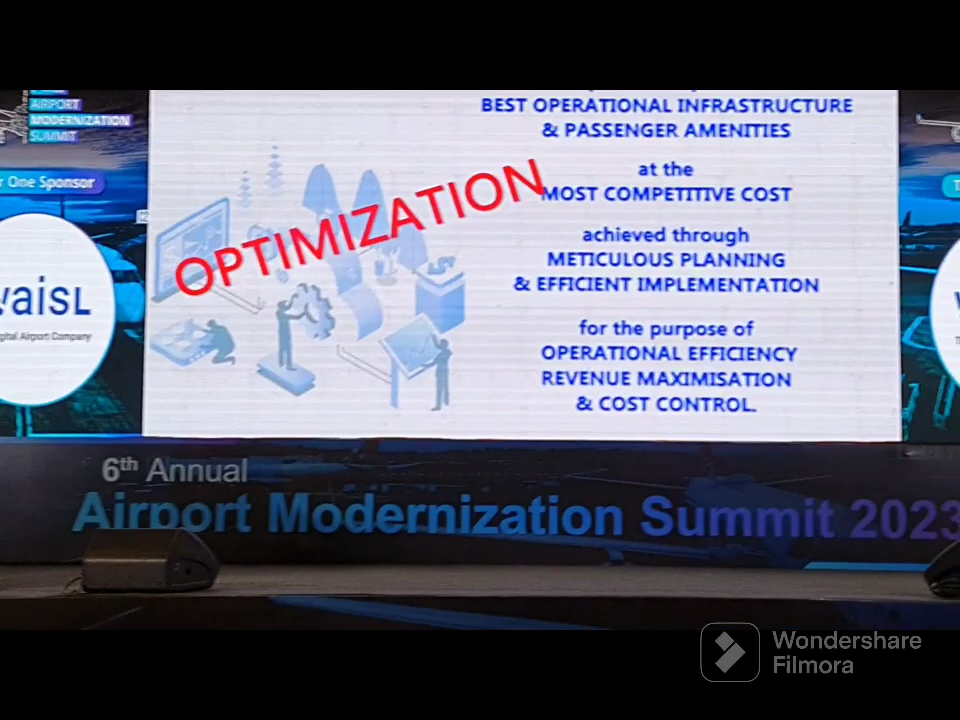 AIRPORT
MODERNIZATION
SUMMIT
One Sponsor
vaisL
Airport Company
OPTIMIZATION
BEST OPERATIONAL INFRASTRUCTURE
& PASSENGER AMENITIES
at the
MOST COMPETITIVE COST
achieved through
METICULOUS PLANNING
& EFFICIENT IMPLEMENTATION
for the purpose of
OPERATIONAL EFFICIENCY
REVENUE MAXIMISATION
& COST CONTROL.
6th Annual
Airport Modernization Summit 2023
Wondershare
Filmora